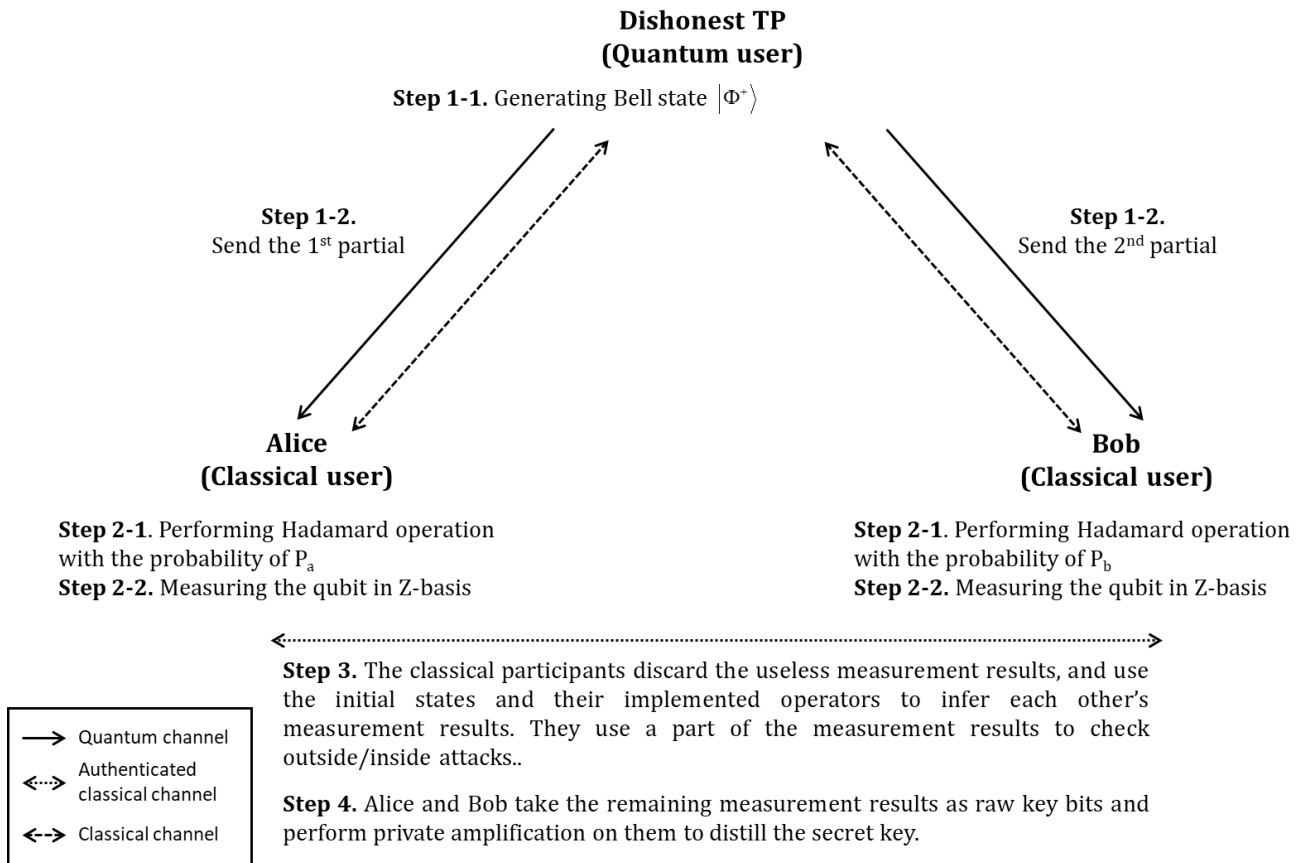 Dishonest TP
(Quantum user)
Step 1-1. Generating Bell state |Φ⁺⟩
Step 1-2.
Send the 1st partial
Step 1-2.
Send the 2nd partial
Alice
(Classical user)
Bob
(Classical user)
Step 2-1. Performing Hadamard operation
with the probability of Pa
Step 2-2. Measuring the qubit in Z-basis
Step 2-1. Performing Hadamard operation
with the probability of Pb
Step 2-2. Measuring the qubit in Z-basis
Step 3. The classical participants discard the useless measurement results, and use
the initial states and their implemented operators to infer each other’s
measurement results. They use a part of the measurement results to check
outside/inside attacks..
Step 4. Alice and Bob take the remaining measurement results as raw key bits and
perform private amplification on them to distill the secret key.
Quantum channel
Authenticated
classical channel
Classical channel